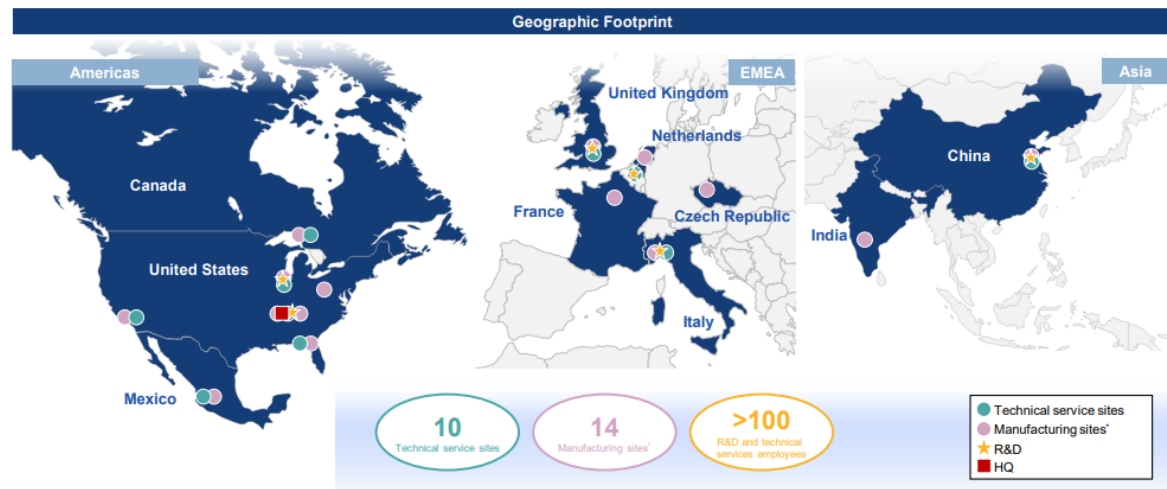 Geographic Footprint
Americas
EMEA
Asia
United Kingdom
Netherlands
Canada
China
France
Czech Republic
India
United States
Italy
Mexico
10
Technical service sites
14
Manufacturing sites*
>100
R&D and technical
services employees
Technical service sites
Manufacturing sites*
R&D
HQ